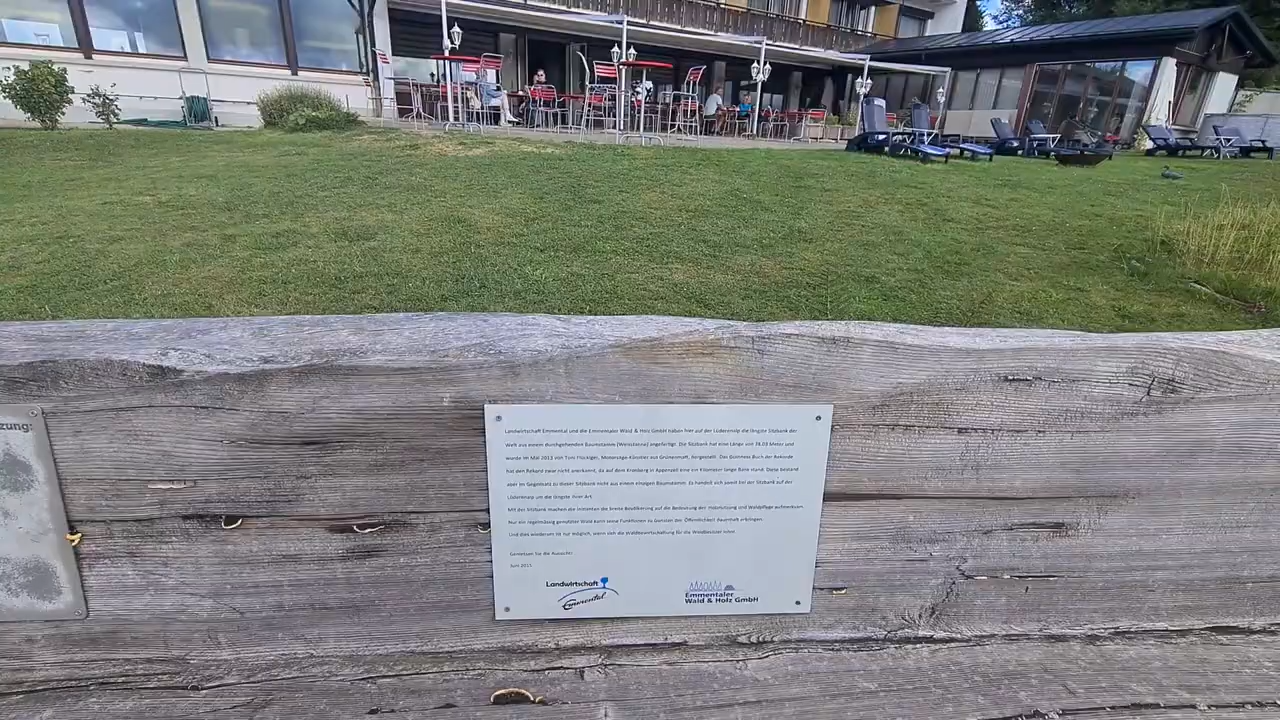 zung:
Landwirtschaft Emmental und die Emmentaler Wald & Holz GmbH haben hier auf der Lüderenalp die längste Sitzbank der
Welt aus einem durchgehenden Baumstamm (Weisstanne) angefertigt. Die Sitzbank hat eine Länge von Meter und
wurde im Mai 2013 von Toni Flückiger, Motorsäge-Künstler aus Grünenmatt, hergestellt. Das Guinness Buch der Rekorde
hat den Rekord zwar nicht anerkannt, da auf dem Kronberg in Appenzell eine ein Kilometer lange Bank stand. Diese bestand
aber im Gegensatz zu dieser Sitzbank nicht aus einem einzigen Baumstamm. Es handelt sich somit bei der Sitzbank auf der
Lüderenalp um die längste ihrer Art.
Mit der Sitzbank machen die Initianten die breite Bevölkerung auf die Bedeutung der Holznutzung und Waldpflege aufmerksam.
Nur ein regelmässig genutzter Wald kann seine Funktionen zu Gunsten der Öffentlichkeit dauerhaft erbringen.
Und dies wiederum ist nur möglich, wenn sich die Waldbewirtschaftung für die Waldbesitzer lohnt.
Geniessen Sie die Aussicht!
Juni 2015
Landwirtschaft
Emmental
Emmentaler
Wald & Holz GmbH